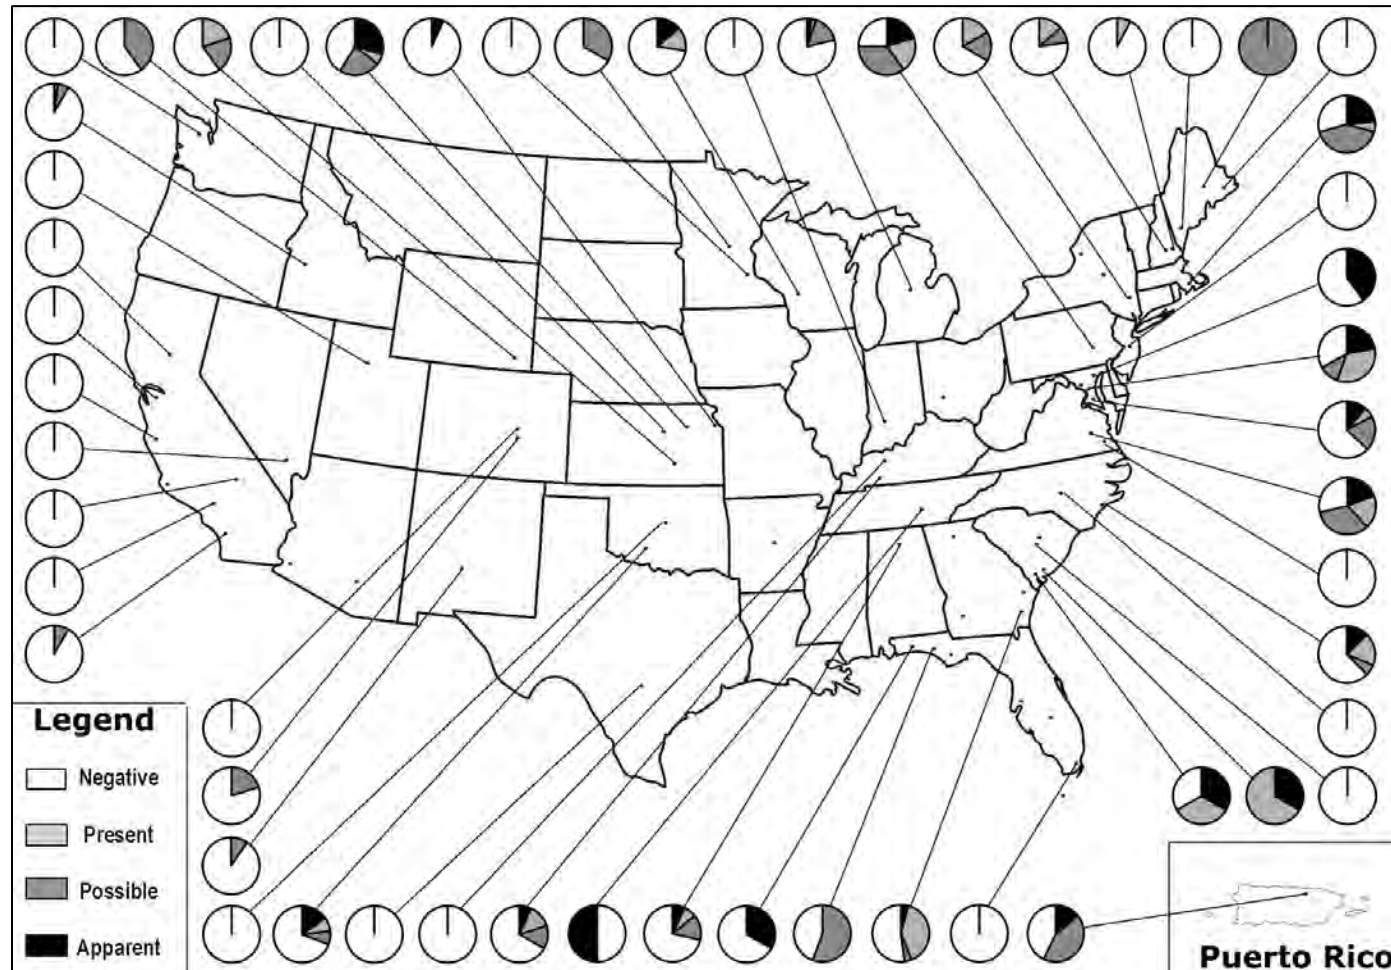 Legend
Negative
Present
Possible
Apparent
Puerto Rico